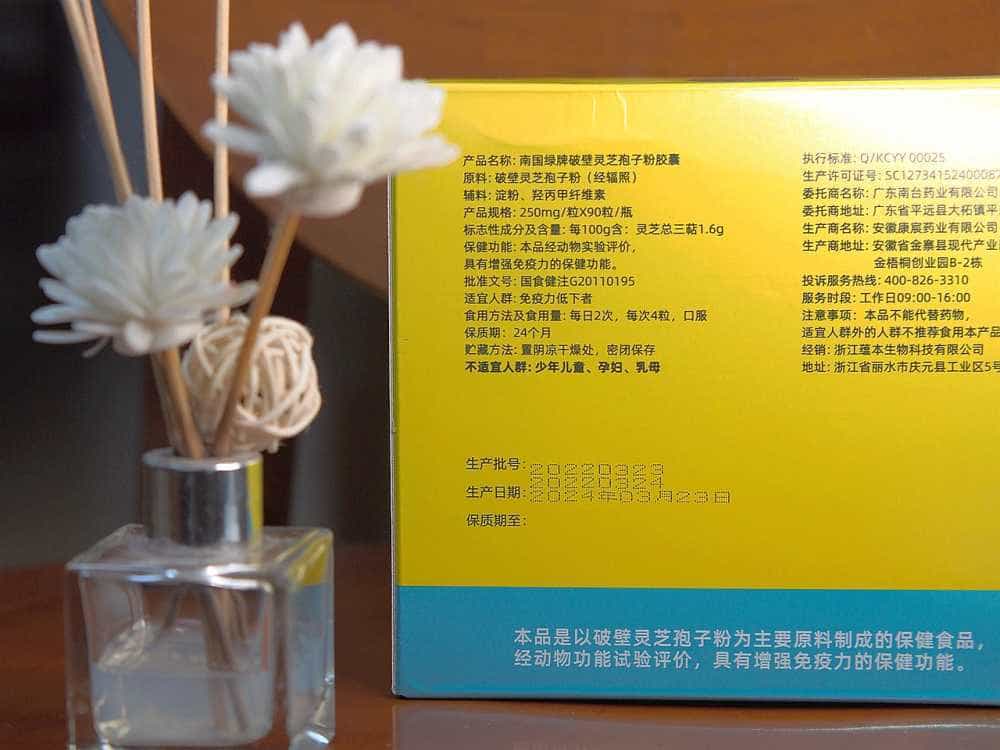 产品名称：南国绿牌破壁灵芝孢子粉胶囊
原料：破壁灵芝孢子粉（经辐照）
辅料：淀粉、羟丙甲纤维素
产品规格：250mg/粒X90粒/瓶
标志性成分及含量：每100g含：灵芝总三萜1.6g
保健功能：本品经动物实验评价，
具有增强免疫力的保健功能。
批准文号：国食健注G20110195
适宜人群：免疫力低下者
食用方法及食用量：每日2次，每次4粒，口服
保质期：24个月
贮藏方法：置阴凉干燥处，密闭保存
不适宜人群：少年儿童、孕妇、乳母
生产批号：20220323
生产日期：20220324
2024年03月23日
保质期至：
执行标准：Q/KCYY 00025
生产许可证号：SC1273415240008
委托商名称：广东南台药业有限公司
委托商地址：广东省平远县大柘镇平
生产商名称：安徽康宸药业有限公司
生产商地址：安徽省金寨县现代产业
金梧桐创业园B-2栋
投诉服务热线：400-826-3310
服务时段：工作日09:00-16:00
注意事项：本品不能代替药物，
适宜人群外的人群不推荐食用本产品
经销：浙江蕴本生物科技有限公司
地址：浙江省丽水市庆元县工业区5号
本品是以破壁灵芝孢子粉为主要原料制成的保健食品，
经动物功能试验评价，具有增强免疫力的保健功能。